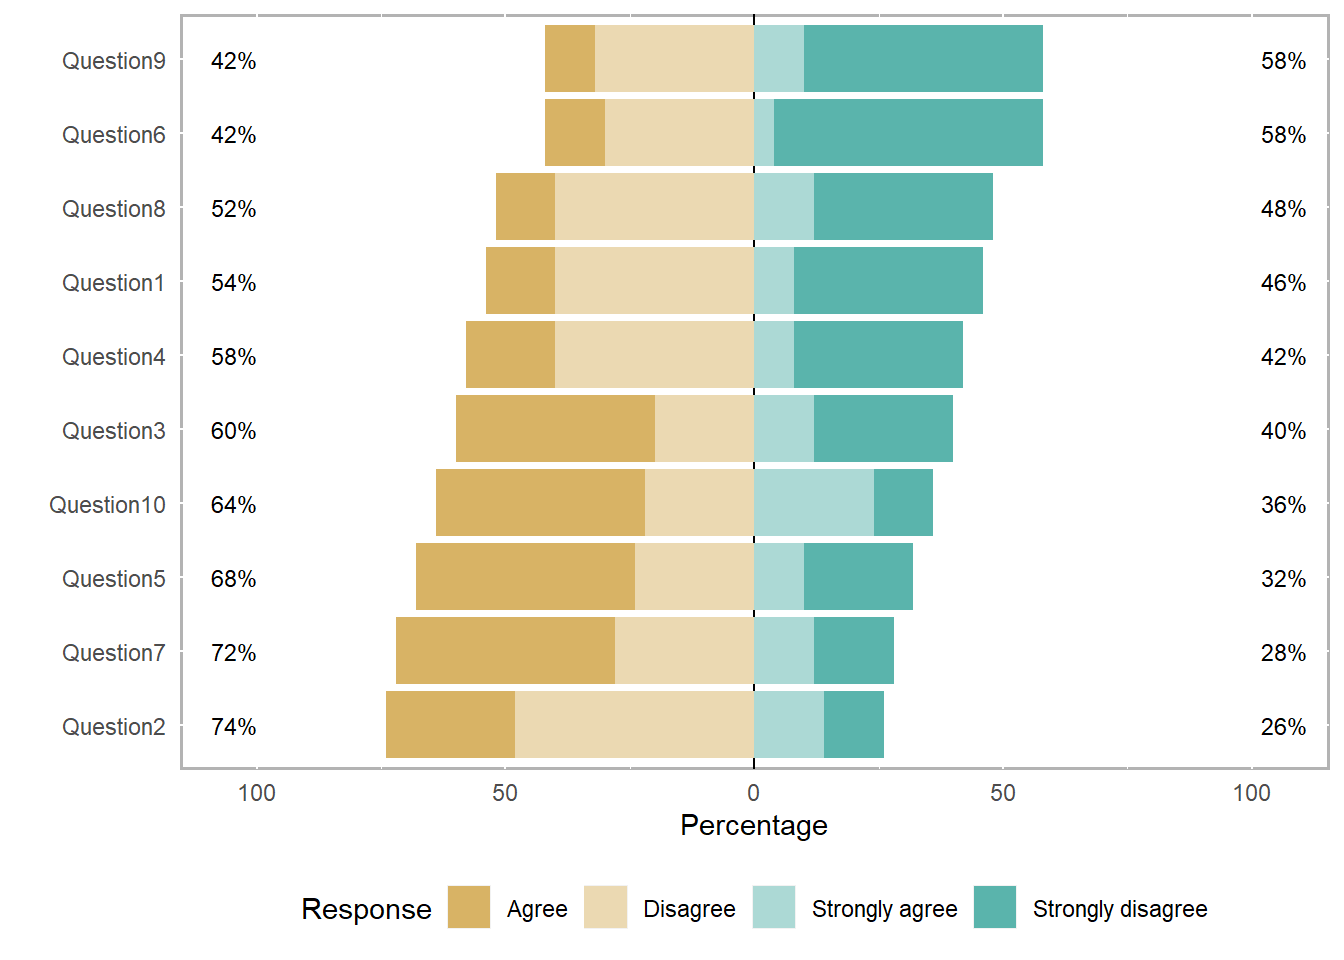 Question9 42% 58%
Question6 42% 58%
Question8 52% 48%
Question1 54% 46%
Question4 58% 42%
Question3 60% 40%
Question10 64% 36%
Question5 68% 32%
Question7 72% 28%
Question2 74% 26%
100 50 0 50 100
Percentage
Response Agree Disagree Strongly agree Strongly disagree